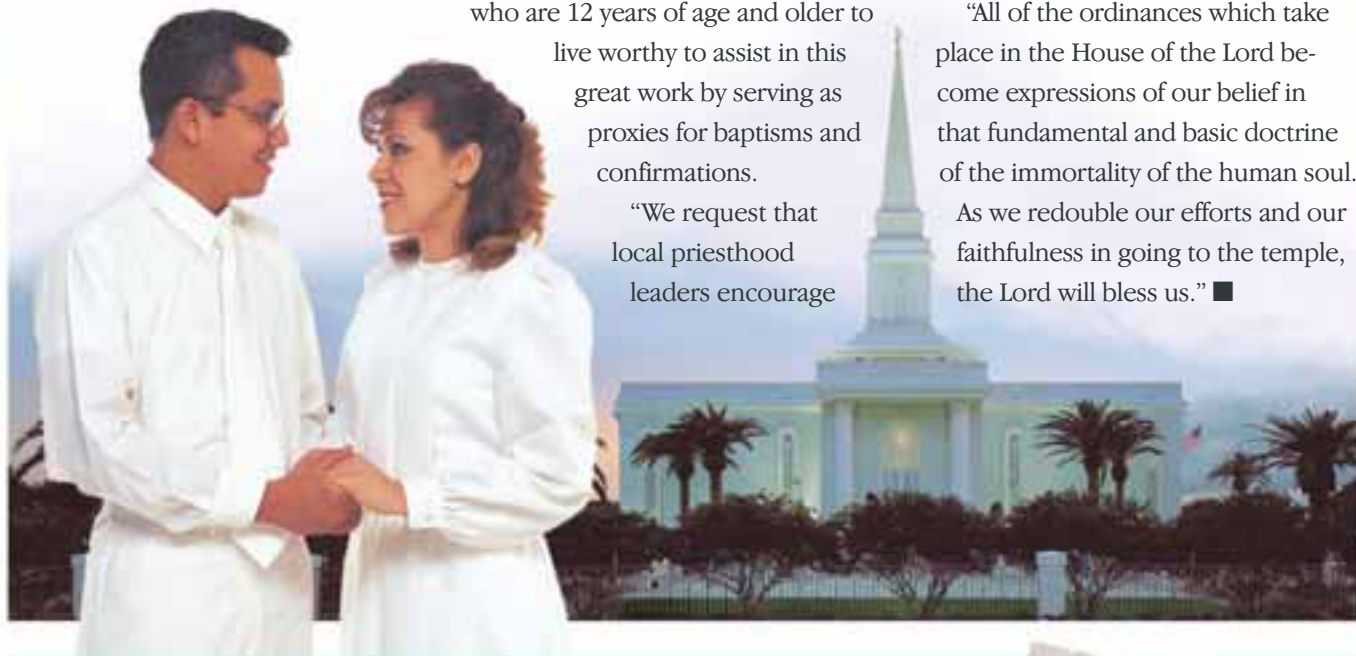 who are 12 years of age and older to
live worthy to assist in this
great work by serving as
proxies for baptisms and
confirmations.
“We request that
local priesthood
leaders encourage
“All of the ordinances which take
place in the House of the Lord be-
come expressions of our belief in
that fundamental and basic doctrine
of the immortality of the human soul.
As we redouble our efforts and our
faithfulness in going to the temple,
the Lord will bless us.” ■